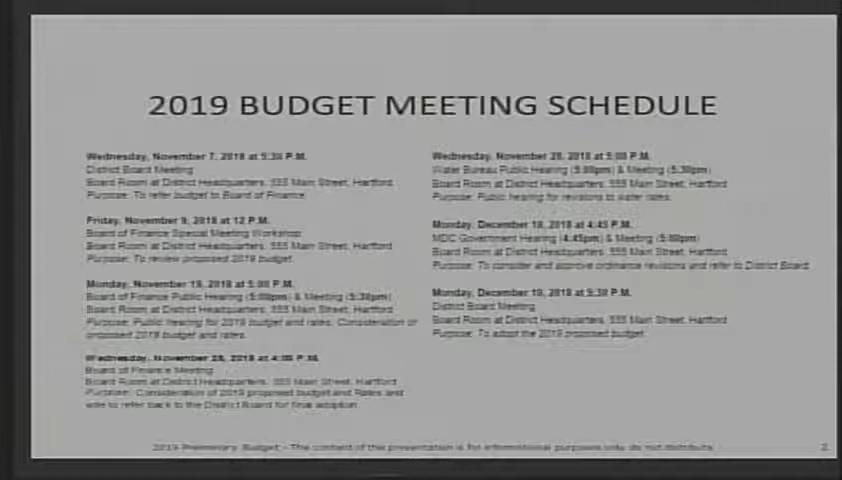 2019 BUDGET MEETING SCHEDULE
Wednesday, November 7, 2018 at 5:30 P.M.
District Board Meeting
Board Room at District Headquarters, 555 Main Street, Hartford
Purpose: To refer budget to Board of Finance
Friday, November 9, 2018 at 12 P.M.
Board of Finance Special Meeting Workshop
Board Room at District Headquarters, 555 Main Street, Hartford
Purpose: To review proposed 2019 budget
Monday, November 19, 2018 at 5:00 P.M.
Board of Finance Public Hearing (5:00pm) & Meeting (5:30pm)
Board Room at District Headquarters, 555 Main Street, Hartford
Purpose: Public hearing for 2019 budget and rates. Consideration of
proposed 2019 budget and rates.
Wednesday, November 28, 2018 at 4:00 P.M.
Board of Finance Meeting
Board Room at District Headquarters, 555 Main Street, Hartford
Purpose: Consideration of 2019 proposed budget and Rates and
vote to refer back to the District Board for final adoption
Wednesday, November 28, 2018 at 5:00 P.M.
Water Bureau Public Hearing (5:00pm) & Meeting (5:30pm)
Board Room at District Headquarters, 555 Main Street, Hartford
Purpose: Public hearing for revisions to water rates.
Monday, December 10, 2018 at 4:45 P.M.
MDC Government Hearing (4:45pm) & Meeting (5:00pm)
Board Room at District Headquarters, 555 Main Street, Hartford
Purpose: To consider and approve ordinance revisions and refer to District Board.
Monday, December 10, 2018 at 5:30 P.M.
District Board Meeting
Board Room at District Headquarters, 555 Main Street, Hartford
Purpose: To adopt the 2019 proposed budget
2019 Preliminary Budget - The content of this presentation is for informational purposes only do not distribute
2